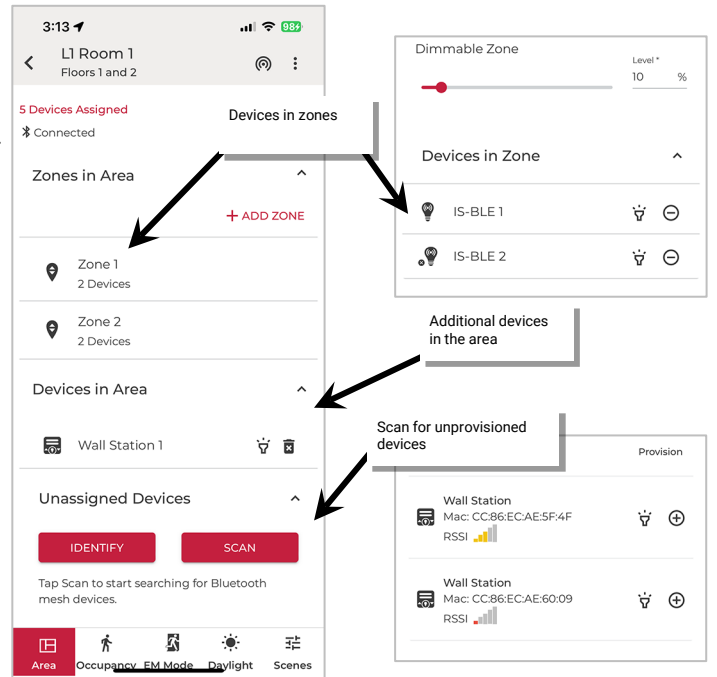 3:13
98
L1 Room 1
Floors 1 and 2
5 Devices Assigned
Connected
Zones in Area
+ ADD ZONE
Zone 1
2 Devices
Zone 2
2 Devices
Devices in Area
Wall Station 1
Unassigned Devices
IDENTIFY
SCAN
Tap Scan to start searching for Bluetooth
mesh devices.
Area
Occupancy
EM Mode
Daylight
Scenes
Devices in zones
Dimmable Zone
Level *
10 %
Devices in Zone
IS-BLE 1
IS-BLE 2
Additional devices
in the area
Scan for unprovisioned
devices
Provision
Wall Station
Mac: CC:86:EC:AE:5F:4F
RSSI
Wall Station
Mac: CC:86:EC:AE:60:09
RSSI